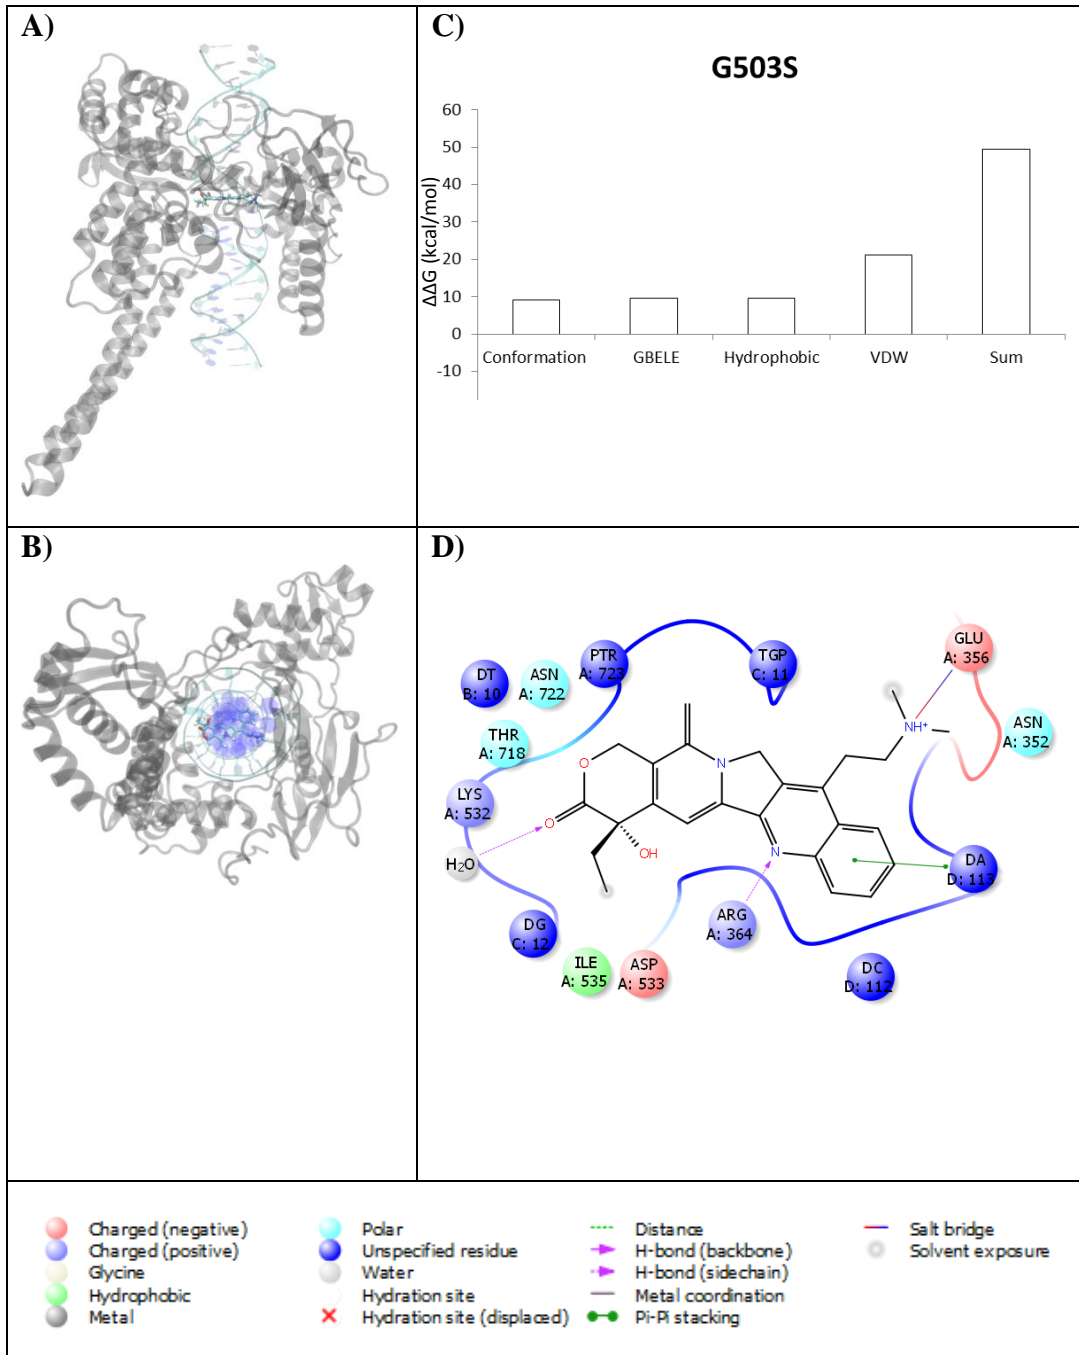 A)
C)
G503S
ΔΔG (kcal/mol)
60
50
40
30
20
10
0
-10
Conformation GBELE Hydrophobic VDW Sum
B)
D)
GLU
A: 356
PTR
A: 723
TGP
C: 11
DT
B: 10
ASN
A: 722
ASN
A: 352
NH+
THR
A: 718
O
N
LYS
A: 532
O
OH
N
H2O
DA
D: 113
ARG
A: 364
DG
C: 12
ILE
A: 535
ASP
A: 533
DC
D: 112
Charged (negative) Polar Distance Salt bridge
Charged (positive) Unspecified residue H-bond (backbone) Solvent exposure
Glycine Water H-bond (sidechain)
Hydrophobic Hydration site Metal coordination
Metal Hydration site (displaced) Pi-Pi stacking